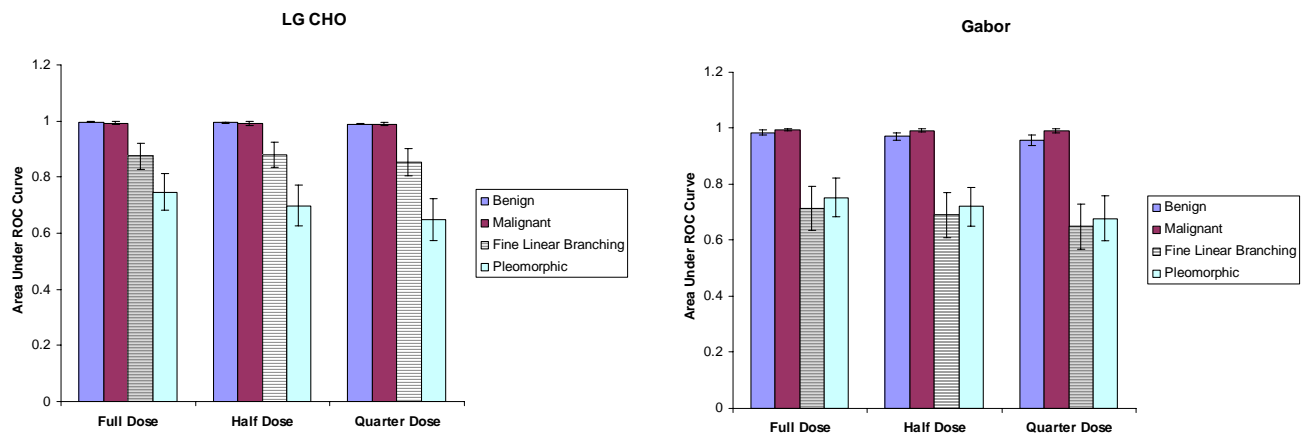 LG CHO
Area Under ROC Curve
1.2
1
0.8
0.6
0.4
0.2
0
Full Dose Half Dose Quarter Dose
Benign
Malignant
Fine Linear Branching
Pleomorphic
Gabor
Area Under ROC Curve
1.2
1
0.8
0.6
0.4
0.2
0
Full Dose Half Dose Quarter Dose
Benign
Malignant
Fine Linear Branching
Pleomorphic